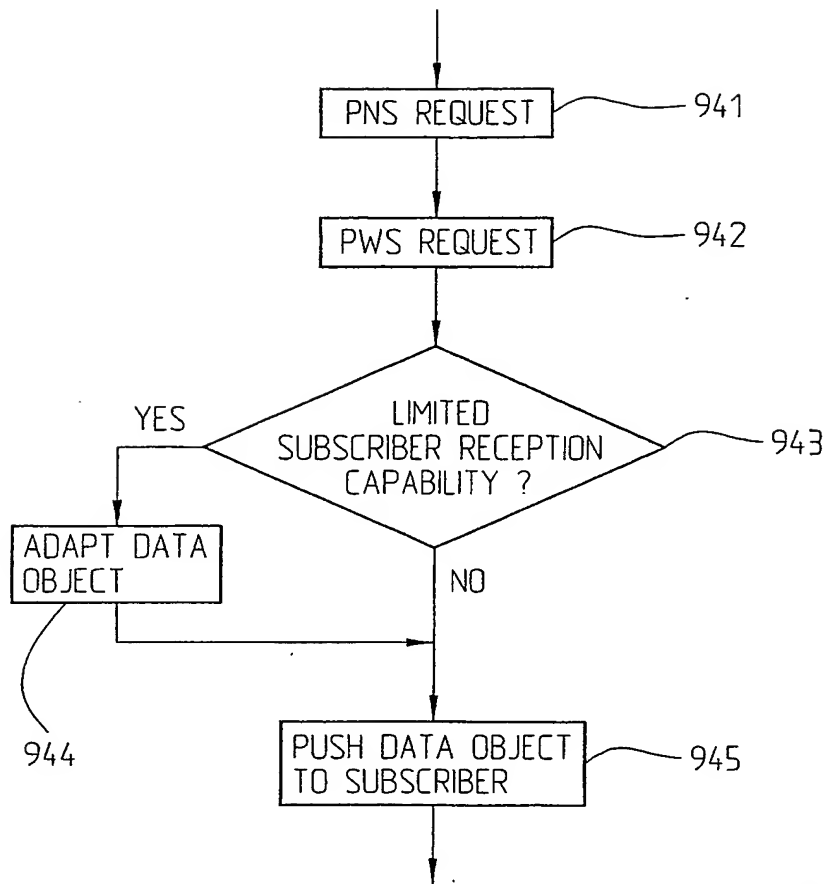 PNS REQUEST
941
PWS REQUEST
942
YES
LIMITED
SUBSCRIBER RECEPTION
CAPABILITY ?
943
ADAPT DATA
OBJECT
NO
944
PUSH DATA OBJECT
TO SUBSCRIBER
945